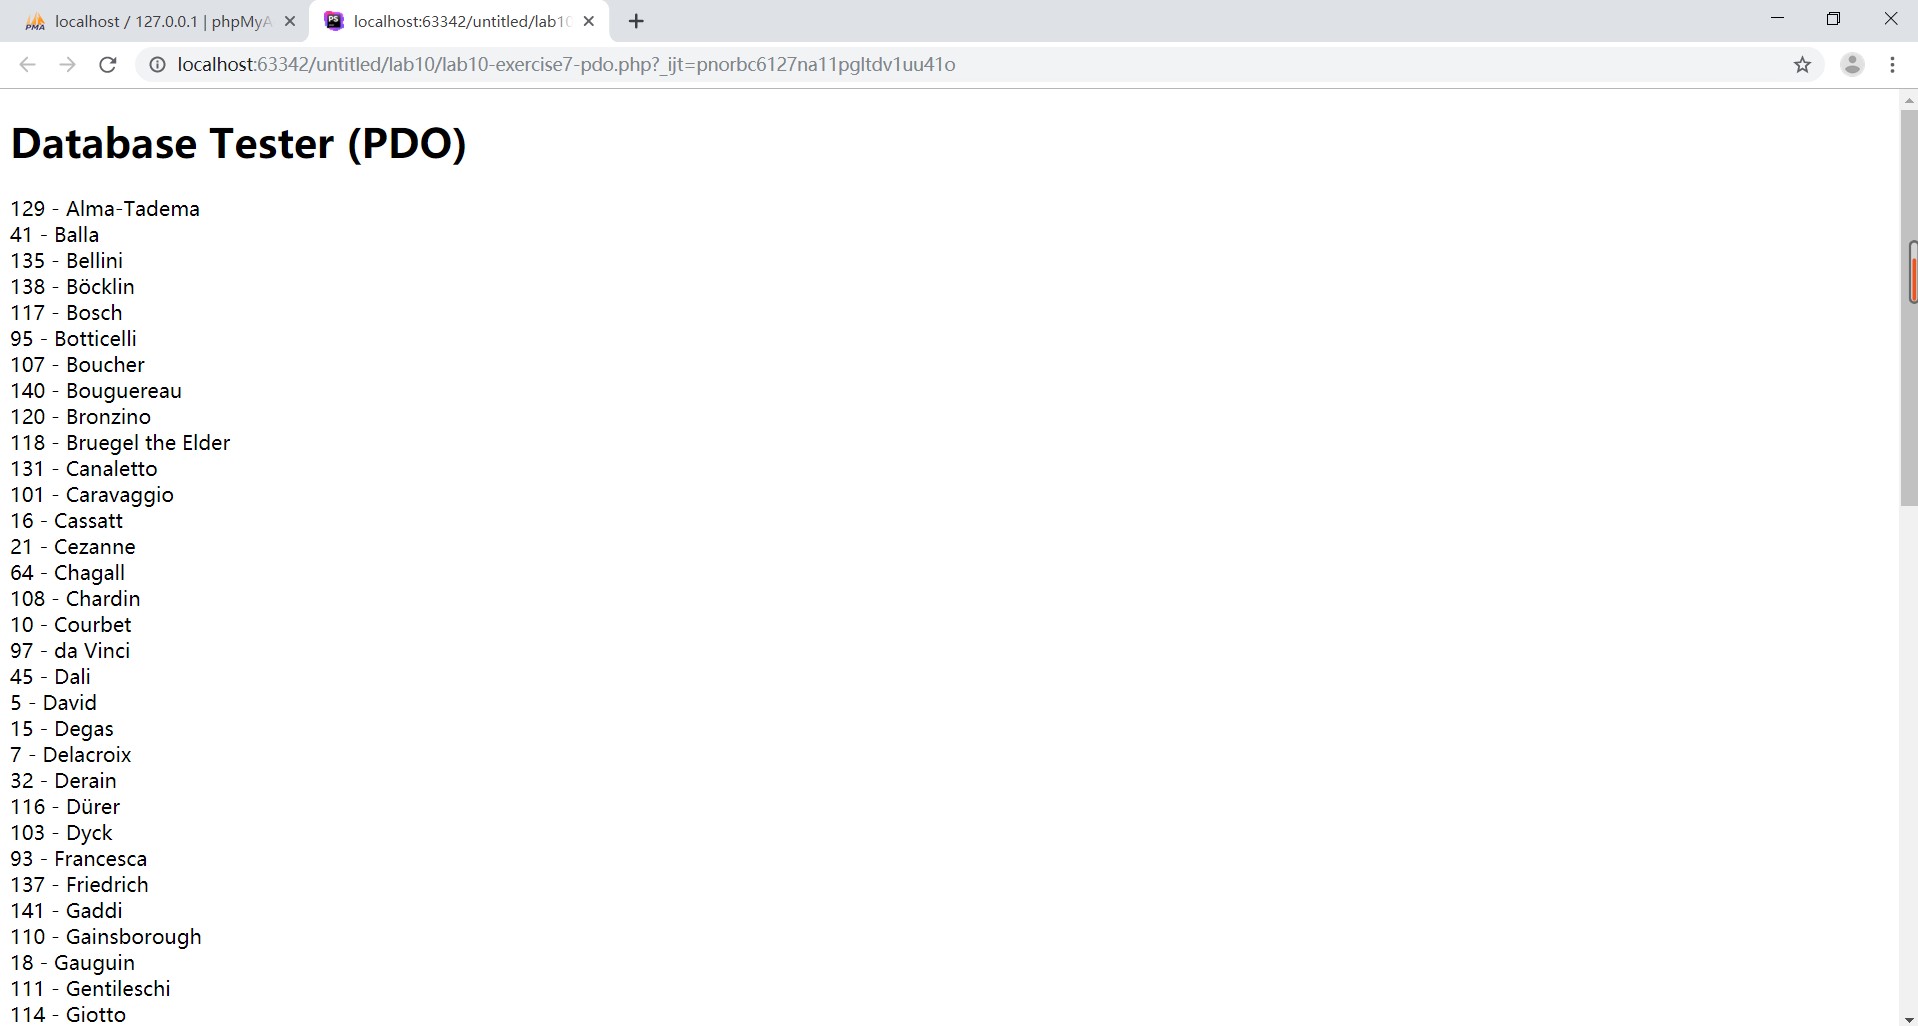 localhost / 127.0.0.1 | phpMyA
localhost:63342/untitled/lab10
localhost:63342/untitled/lab10/lab10-exercise7-pdo.php?_ijt=pnorbc6127na11pgltdv1uu41o
Database Tester (PDO)
129 - Alma-Tadema
41 - Balla
135 - Bellini
138 - Böcklin
117 - Bosch
95 - Botticelli
107 - Boucher
140 - Bouguereau
120 - Bronzino
118 - Bruegel the Elder
131 - Canaletto
101 - Caravaggio
16 - Cassatt
21 - Cezanne
64 - Chagall
108 - Chardin
10 - Courbet
97 - da Vinci
45 - Dali
5 - David
15 - Degas
7 - Delacroix
32 - Derain
116 - Dürer
103 - Dyck
93 - Francesca
137 - Friedrich
141 - Gaddi
110 - Gainsborough
18 - Gauguin
111 - Gentileschi
114 - Giotto